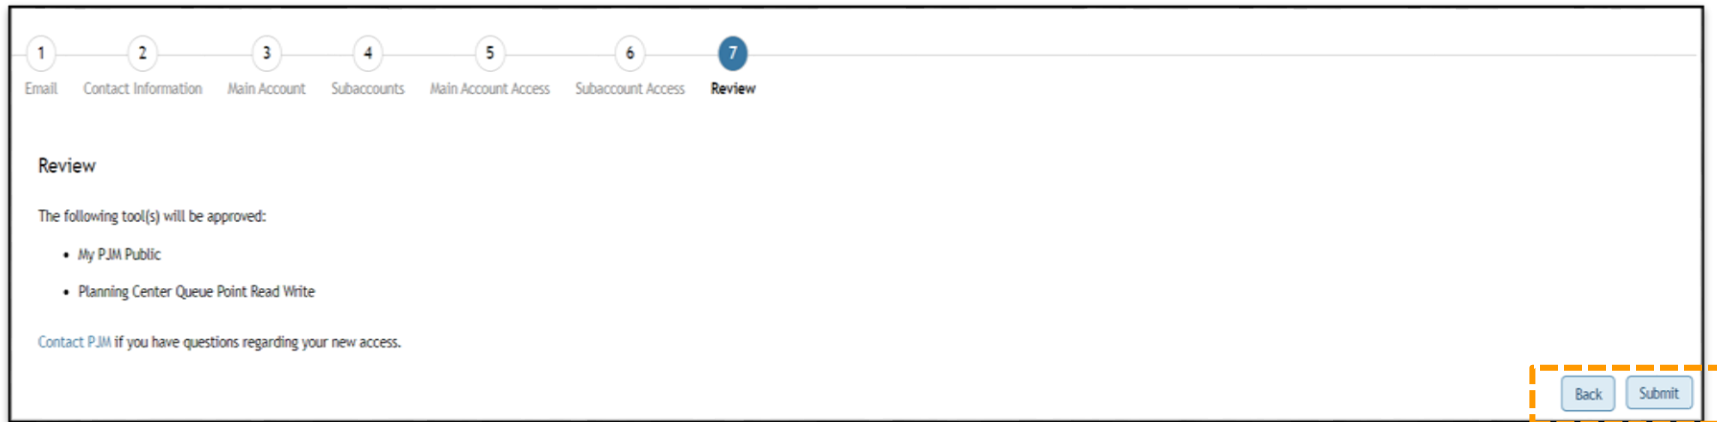 1 2 3 4 5 6 7
Email Contact Information Main Account Subaccounts Main Account Access Subaccount Access Review
Review
The following tool(s) will be approved:
• My PJM Public
• Planning Center Queue Point Read Write
Contact PJM if you have questions regarding your new access.
Back Submit